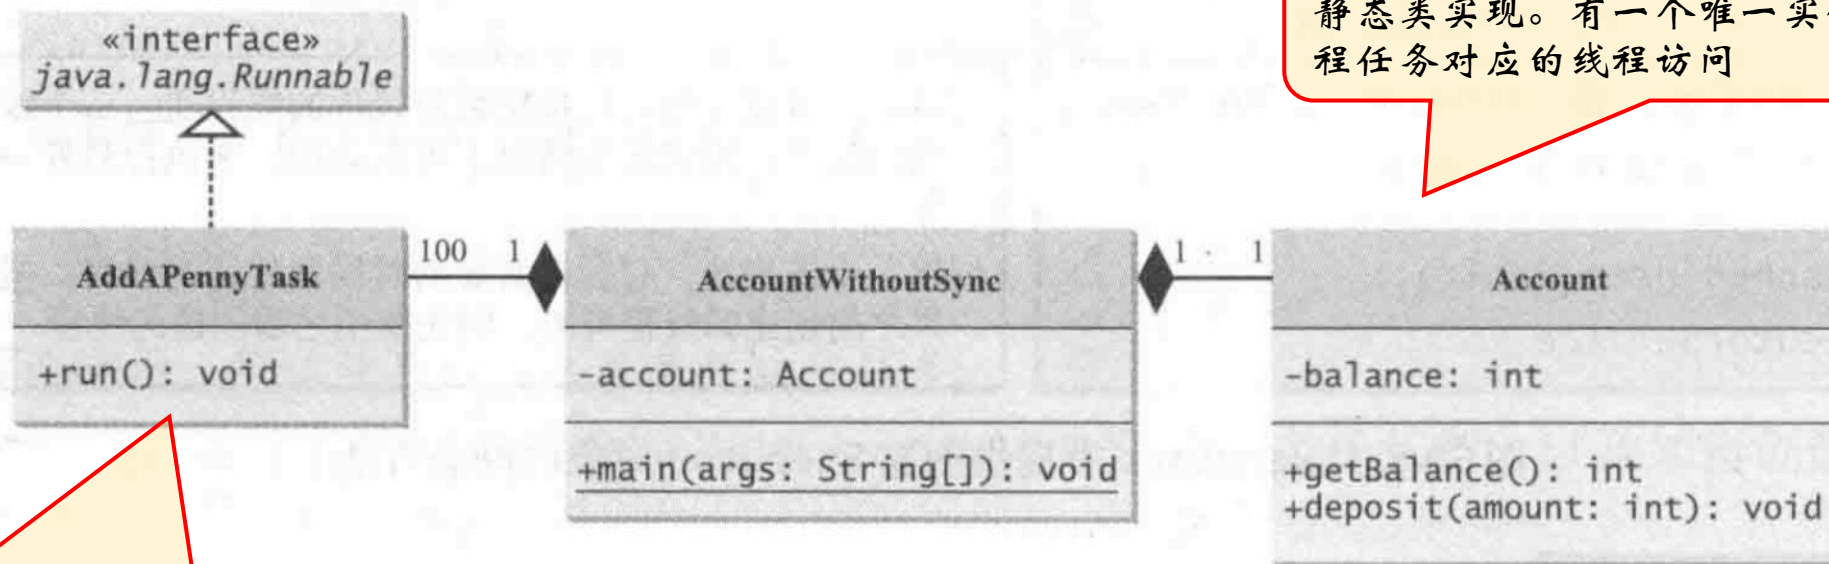 静态类实现。有一个唯一实
程任务对应的线程访问
«interface»
java.lang.Runnable
AddAPennyTask
+run(): void
100 1
AccountWithoutSync
-account: Account
+main(args: String[]): void
1 1
Account
-balance: int
+getBalance(): int
+deposit(amount: int): void